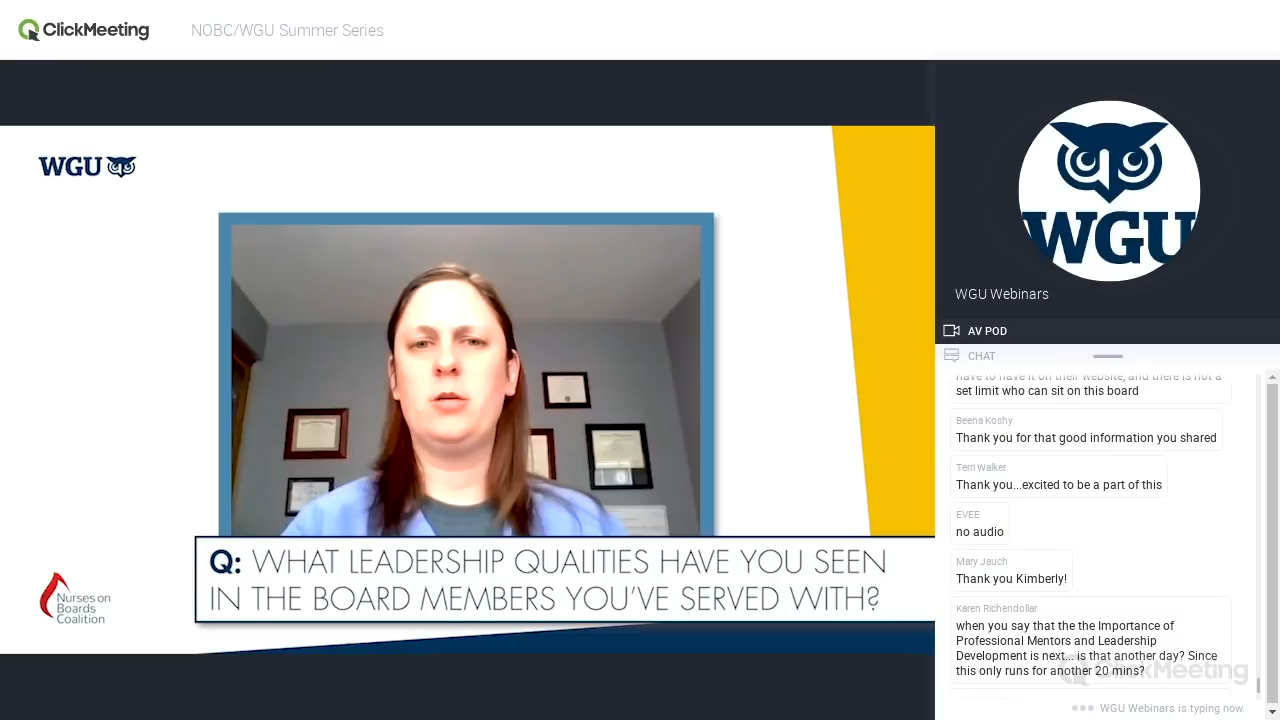 ClickMeeting
NOBC/WGU Summer Series
WGU
Q: WHAT LEADERSHIP QUALITIES HAVE YOU SEEN
IN THE BOARD MEMBERS YOU'VE SERVED WITH?
Nurses on
Boards
Coalition
WGU
WGU Webinars
AV POD
CHAT
have to have it on their website, and there is not a
set limit who can sit on this board
Beena Koshy
Thank you for that good information you shared
Terri Walker
Thank you...excited to be a part of this
EVEE
no audio
Mary Jauch
Thank you Kimberly!
Karen Richendollar
when you say that the the Importance of
Professional Mentors and Leadership
Development is next... is that another day? Since
this only runs for another 20 mins?
ClickMeeting
WGU Webinars is typing now.